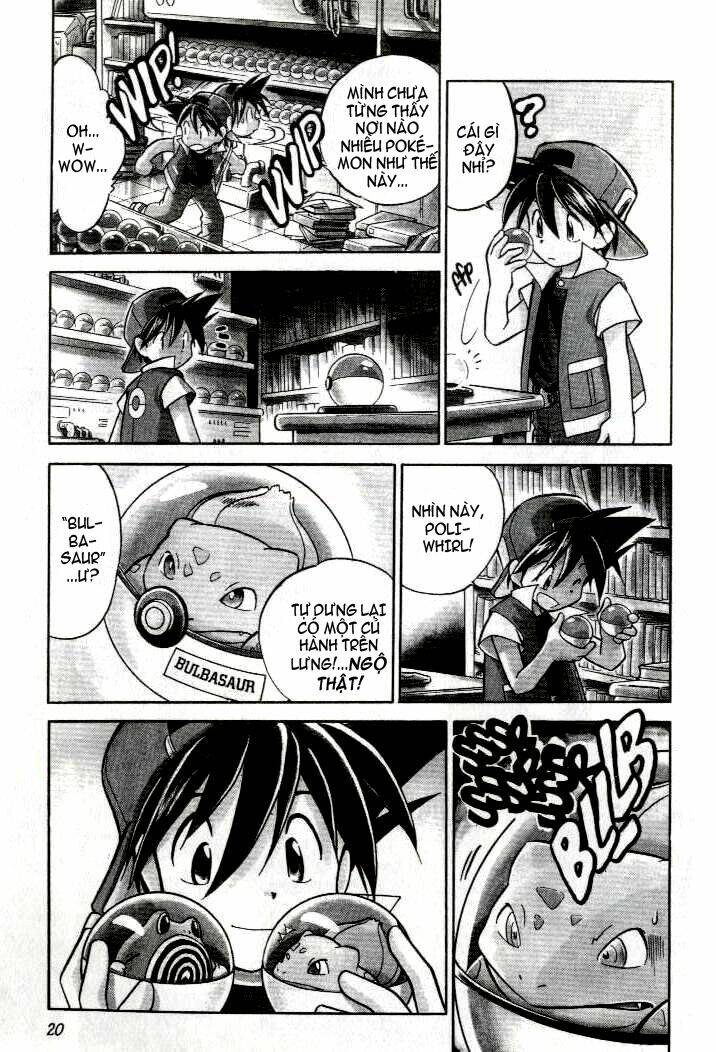 OH...
W-
WOW...
WIP!
WIP
MÌNH CHƯA
TỪNG THẤY
NƠI NÀO
NHIỀU POKÉ-
MON NHƯ THẾ
NÀY...
?
CÁI GÌ
ĐÂY
NHỈ?
"BUL-
BA-
SAUR"
...Ư?
BULBASAUR
TỰ DƯNG LẠI
CÓ MỘT CỦ
HÀNH TRÊN
LƯNG!...NGỘ
THẬT!
NHÌN NÀY,
POLI-
WHIRL!
20